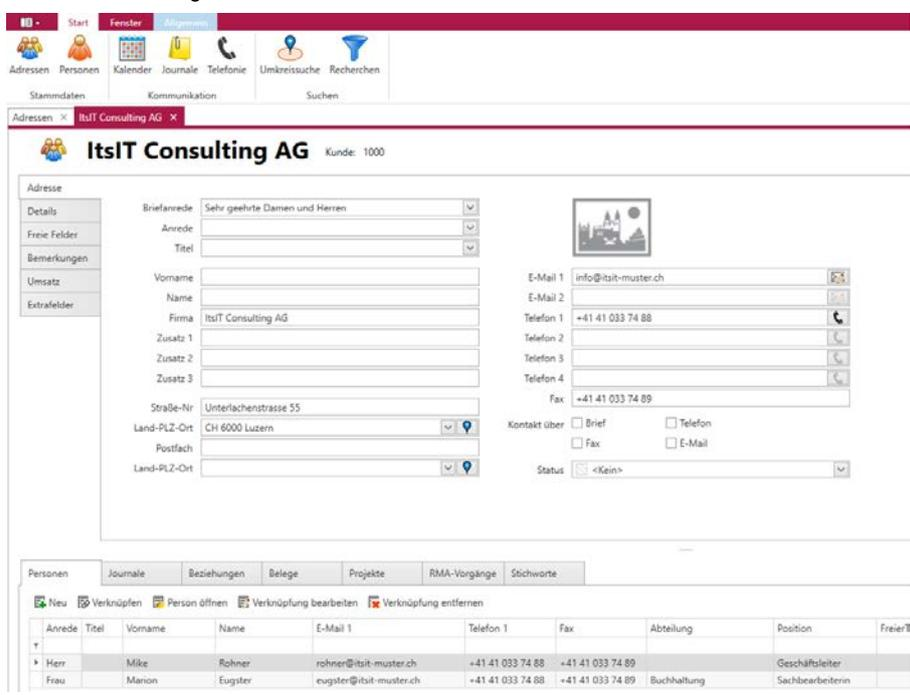 Start Fenster Allgemein
Adressen Personen Kalender Journale Telefonie Umkreissuche Recherchen
Stammdaten Kommunikation Suchen
Adressen × ItsIT Consulting AG ×
ItsIT Consulting AG Kunde: 1000
Adresse
Details
Freie Felder
Bemerkungen
Umsatz
Extrafelder
Briefanrede Sehr geehrte Damen und Herren
Anrede
Titel
Vorname
Name
Firma ItsIT Consulting AG
Zusatz 1
Zusatz 2
Zusatz 3
Straße-Nr Unterlachenstrasse 55
Land-PLZ-Ort CH 6000 Luzern
Postfach
Land-PLZ-Ort
E-Mail 1 info@itsit-muster.ch
E-Mail 2
Telefon 1 +41 41 033 74 88
Telefon 2
Telefon 3
Telefon 4
Fax +41 41 033 74 89
Kontakt über Brief Telefon
Fax E-Mail
Status <Kein>
Personen Journale Beziehungen Belege Projekte RMA-Vorgänge Stichworte
Neu Verknüpfen Person öffnen Verknüpfung bearbeiten Verknüpfung entfernen
Anrede Titel Vorname Name E-Mail 1 Telefon 1 Fax Abteilung Position
Herr Mike Rohner rohner@itsit-muster.ch +41 41 033 74 88 +41 41 033 74 89 Geschäftsleiter
Frau Marion Eugster eugster@itsit-muster.ch +41 41 033 74 88 +41 41 033 74 89 Buchhaltung Sachbearbeiterin